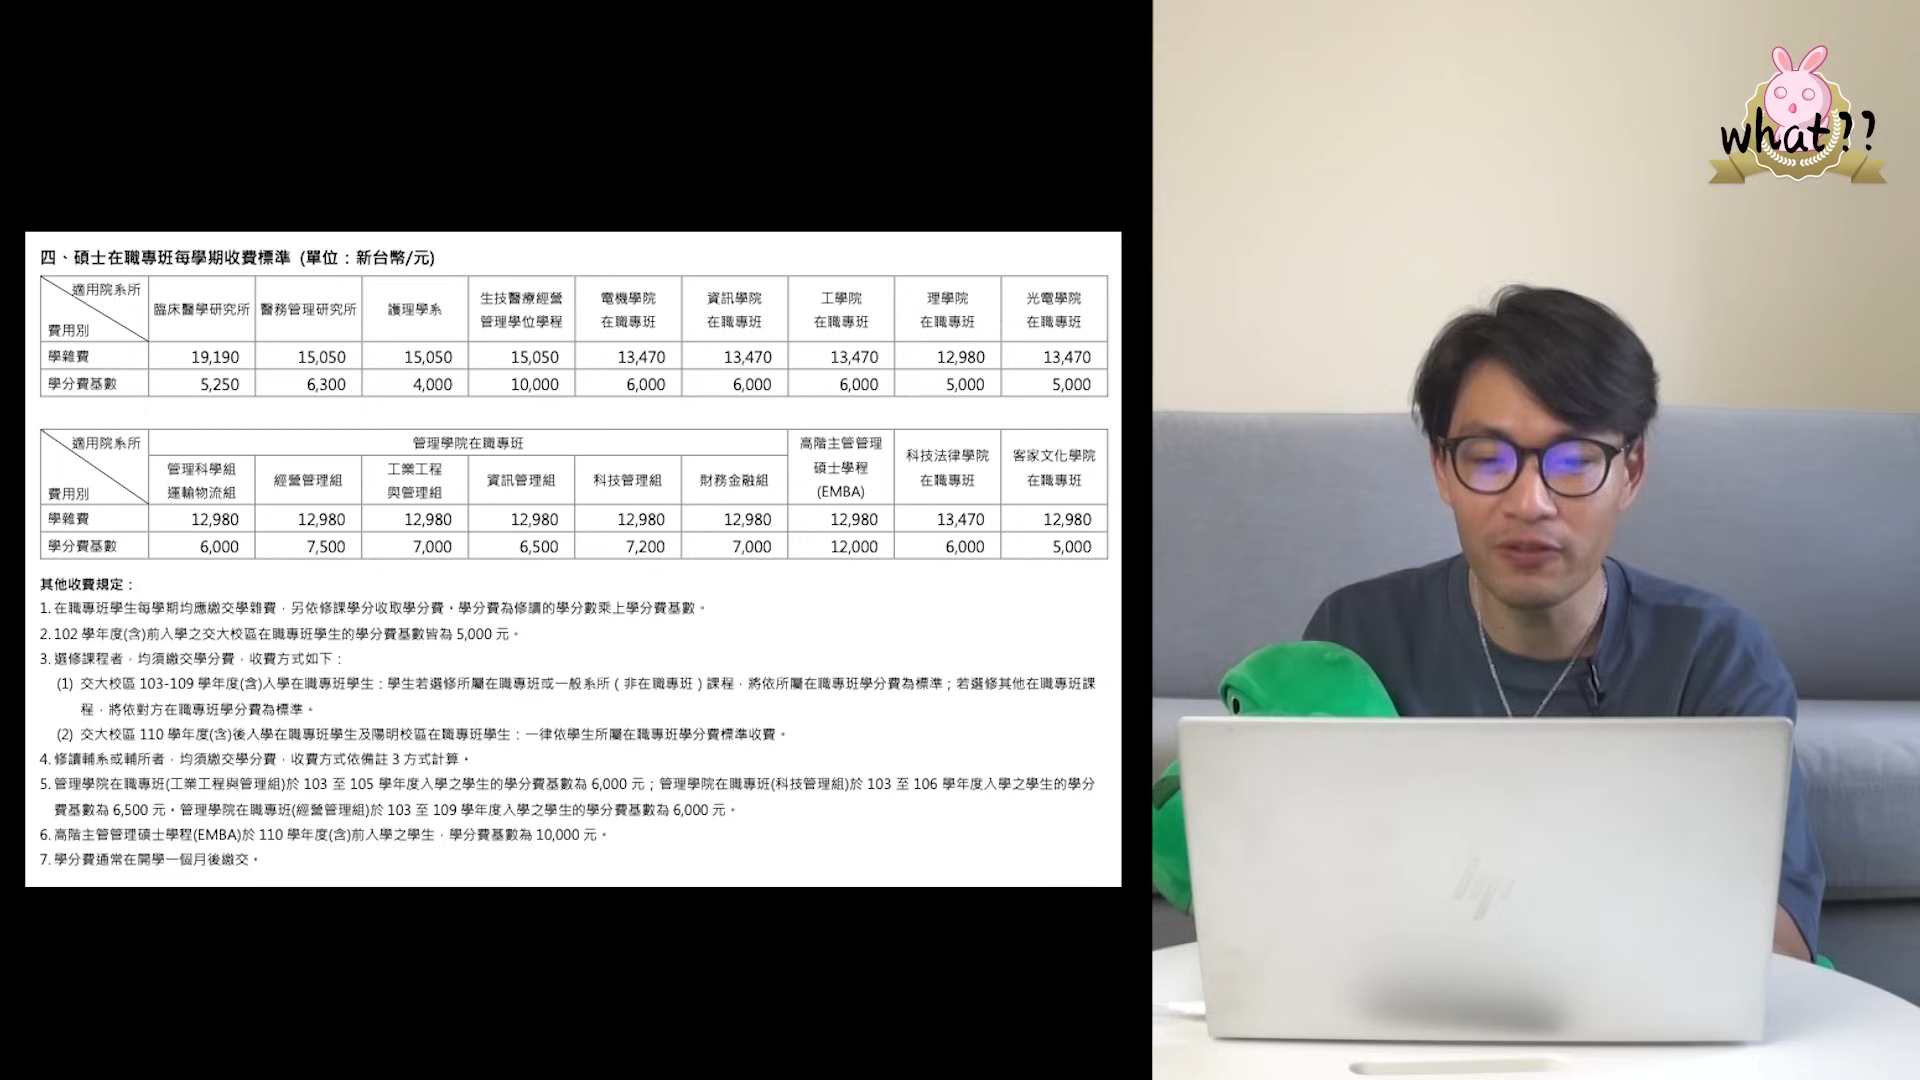 what??
四、碩士在職專班每學期收費標準 (單位：新台幣/元)
適用院系所
費用別
臨床醫學研究所 醫務管理研究所 護理學系 生技醫療經營管理學位學程 電機學院在職專班 資訊學院在職專班 工學院在職專班 理學院在職專班 光電學院在職專班
學雜費 19,190 15,050 15,050 15,050 13,470 13,470 13,470 12,980 13,470
學分費基數 5,250 6,300 4,000 10,000 6,000 6,000 6,000 5,000 5,000
適用院系所
費用別
管理學院在職專班
管理科學組運輸物流組 經營管理組 工業工程與管理組 資訊管理組 科技管理組 財務金融組 高階主管管理碩士學程(EMBA) 科技法律學院在職專班 客家文化學院在職專班
學雜費 12,980 12,980 12,980 12,980 12,980 12,980 12,980 13,470 12,980
學分費基數 6,000 7,500 7,000 6,500 7,200 7,000 12,000 6,000 5,000
其他收費規定：
1. 在職專班學生每學期均應繳交學雜費，另依修課學分收取學分費。學分費為修讀的學分數乘上學分費基數。
2. 102 學年度(含)前入學之交大校區在職專班學生的學分費基數皆為 5,000 元。
3. 選修課程者，均須繳交學分費，收費方式如下：
(1) 交大校區 103-109 學年度(含)入學在職專班學生：學生若選修所屬在職專班或一般系所（非在職專班）課程，將依所屬在職專班學分費為標準；若選修其他在職專班課
程，將依對方在職專班學分費為標準。
(2) 交大校區 110 學年度(含)後入學在職專班學生及陽明校區在職專班學生：一律依學生所屬在職專班學分費標準收費。
4. 修讀輔系或輔所者，均須繳交學分費，收費方式依備註 3 方式計算。
5. 管理學院在職專班(工業工程與管理組)於 103 至 105 學年度入學之學生的學分費基數為 6,000 元；管理學院在職專班(科技管理組)於 103 至 106 學年度入學之學生的學分
費基數為 6,500 元。管理學院在職專班(經營管理組)於 103 至 109 學年度入學之學生的學分費基數為 6,000 元。
6. 高階主管管理碩士學程(EMBA)於 110 學年度(含)前入學之學生，學分費基數為 10,000 元。
7. 學分費通常在開學一個月後繳交。
hp